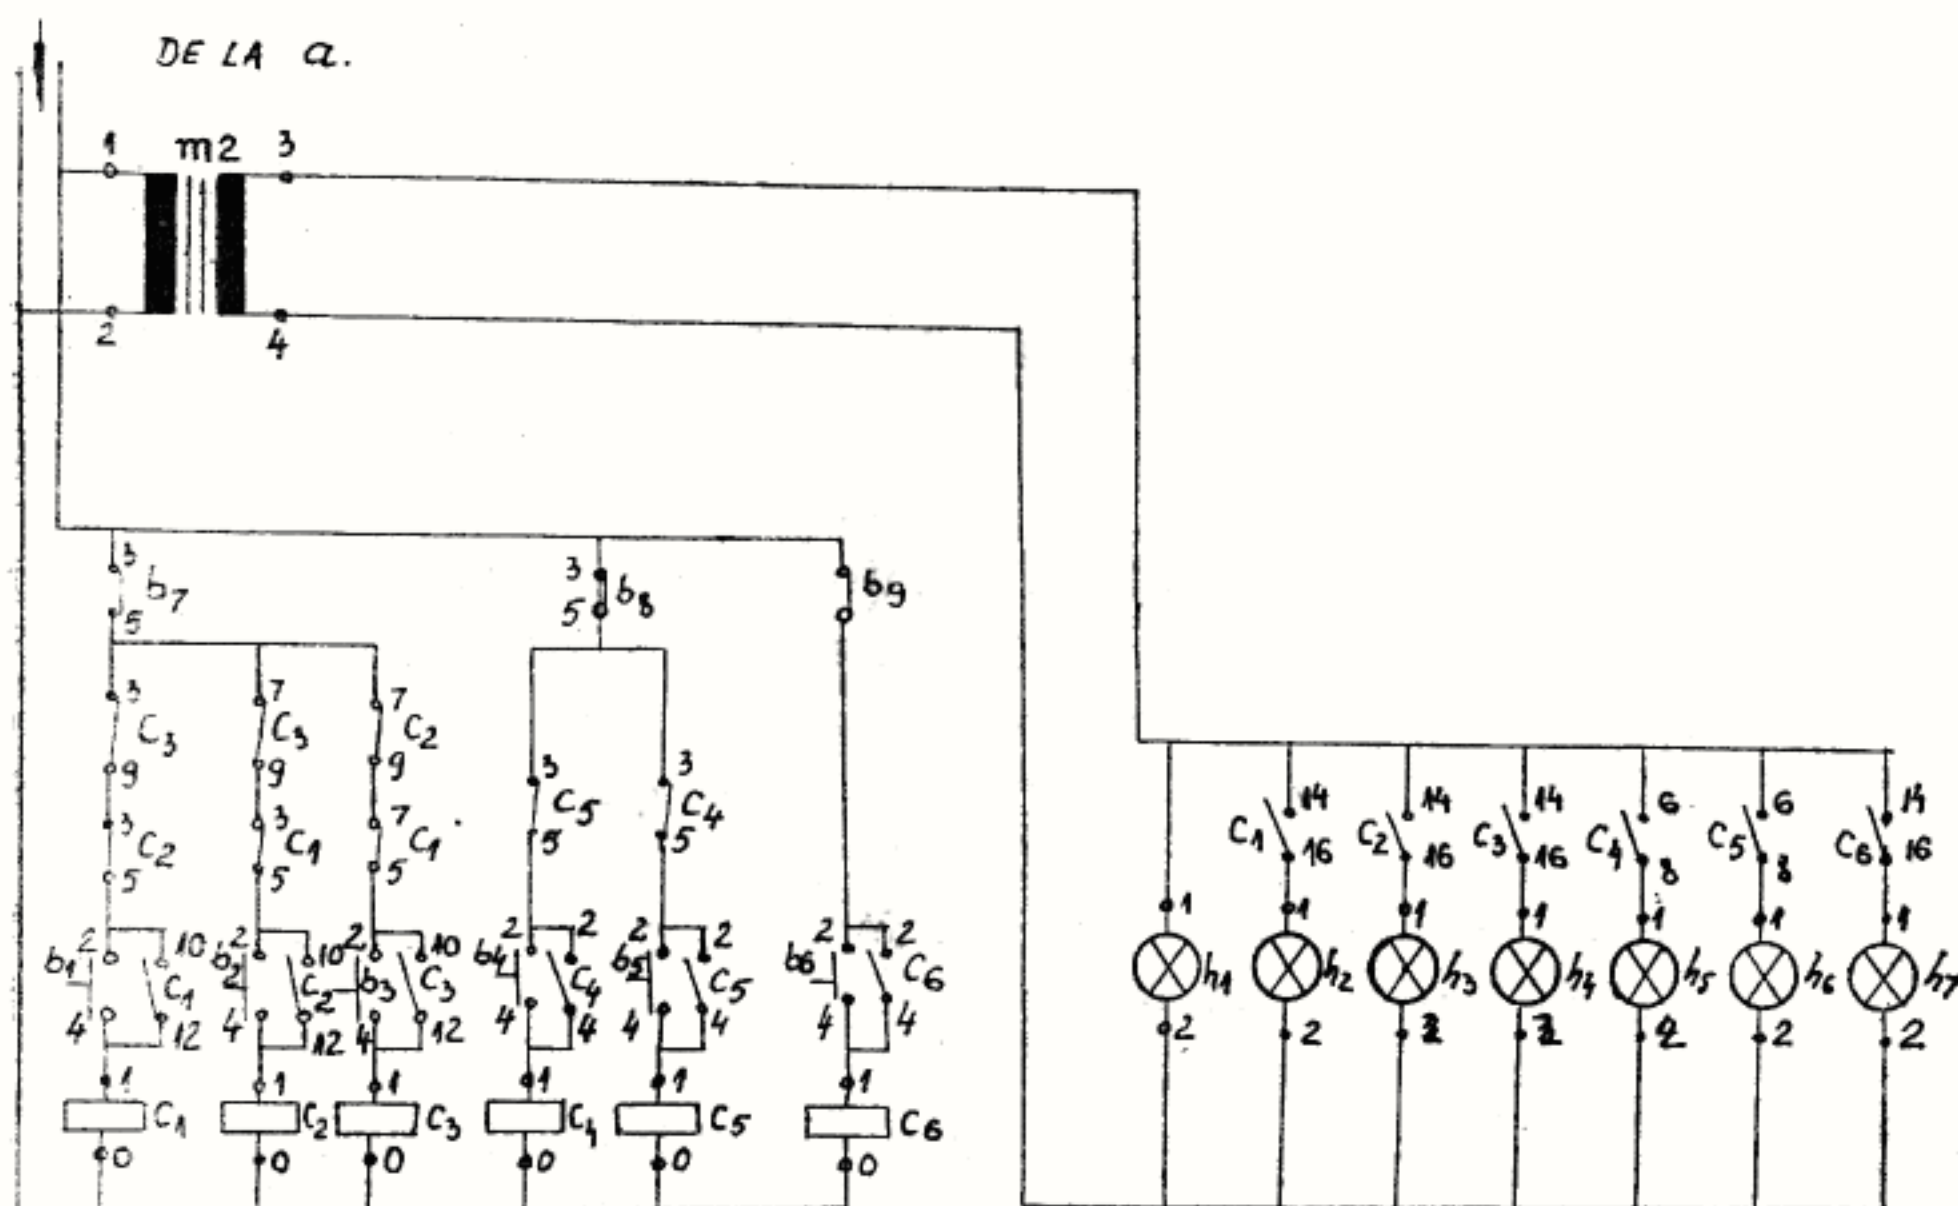 DE LA a.
1 m2 3
2 4
3 b7 5
3 b8 5
b9
3 C3 9
7 C3 9
7 C2 9
3 C5 5
3 C4 5
3 C2 5
3 C1 5
7 C1 5
b1 2 4 10 C1 12
b2 2 4 10 C2 12
b3 2 4 10 C3 12
b4 2 4 2 C4 4
b5 2 4 2 C5 4
b6 2 4 2 C6 4
1 C1 0
1 C2 0
1 C3 0
1 C4 0
1 C5 0
1 C6 0
C1 14 16
C2 14 16
C3 14 16
C4 6 8
C5 6 8
C6 14 16
1 h1 2
1 h2 2
1 h3 2
1 h4 2
1 h5 2
1 h6 2
1 h7 2